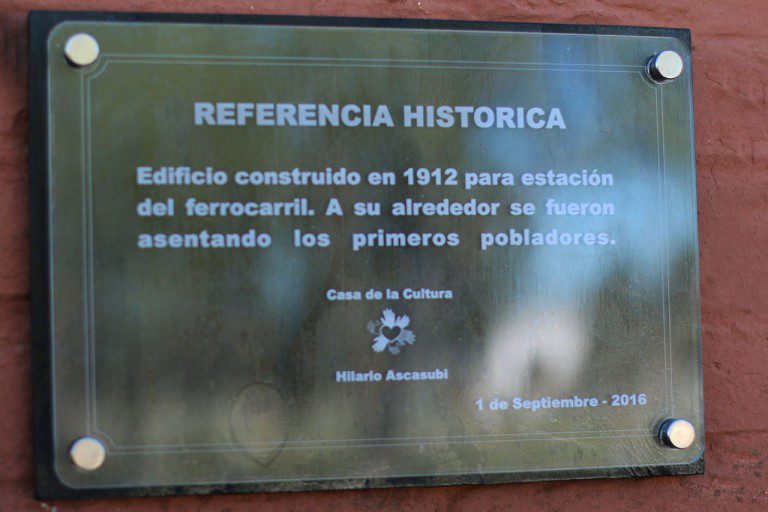 REFERENCIA HISTORICA
Edificio construido en 1912 para estación
del ferrocarril. A su alrededor se fueron
asentando los primeros pobladores.
Casa de la Cultura
Hilario Ascasubi
1 de Septiembre - 2016